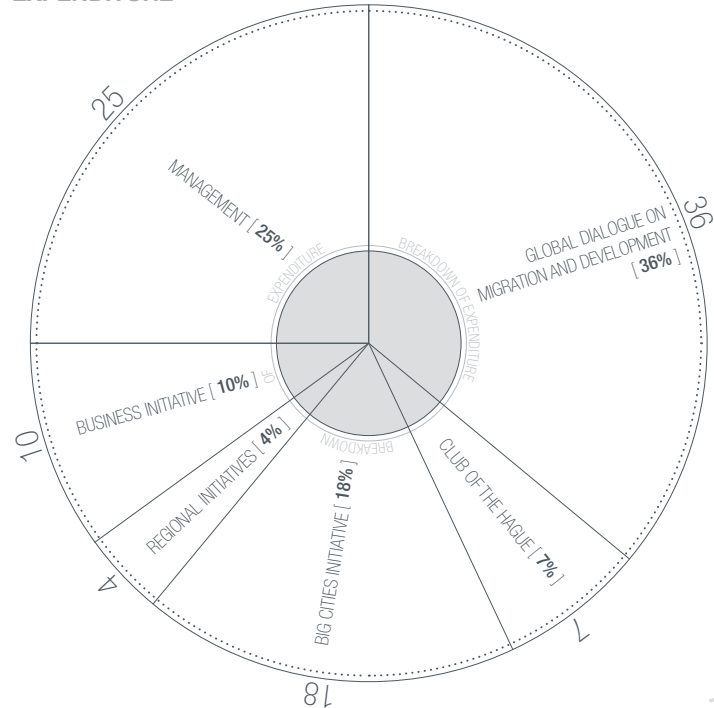 EXPENDITURE
36
GLOBAL DIALOGUE ON
MIGRATION AND DEVELOPMENT
[ 36% ]
7
CLUB OF THE HAGUE [ 7% ]
18
BIG CITIES INITIATIVE [ 18% ]
4
REGIONAL INITIATIVES [ 4% ]
10
BUSINESS INITIATIVE [ 10% ]
25
MANAGEMENT [ 25% ]
BREAKDOWN OF EXPENDITURE
BREAKDOWN OF EXPENDITURE